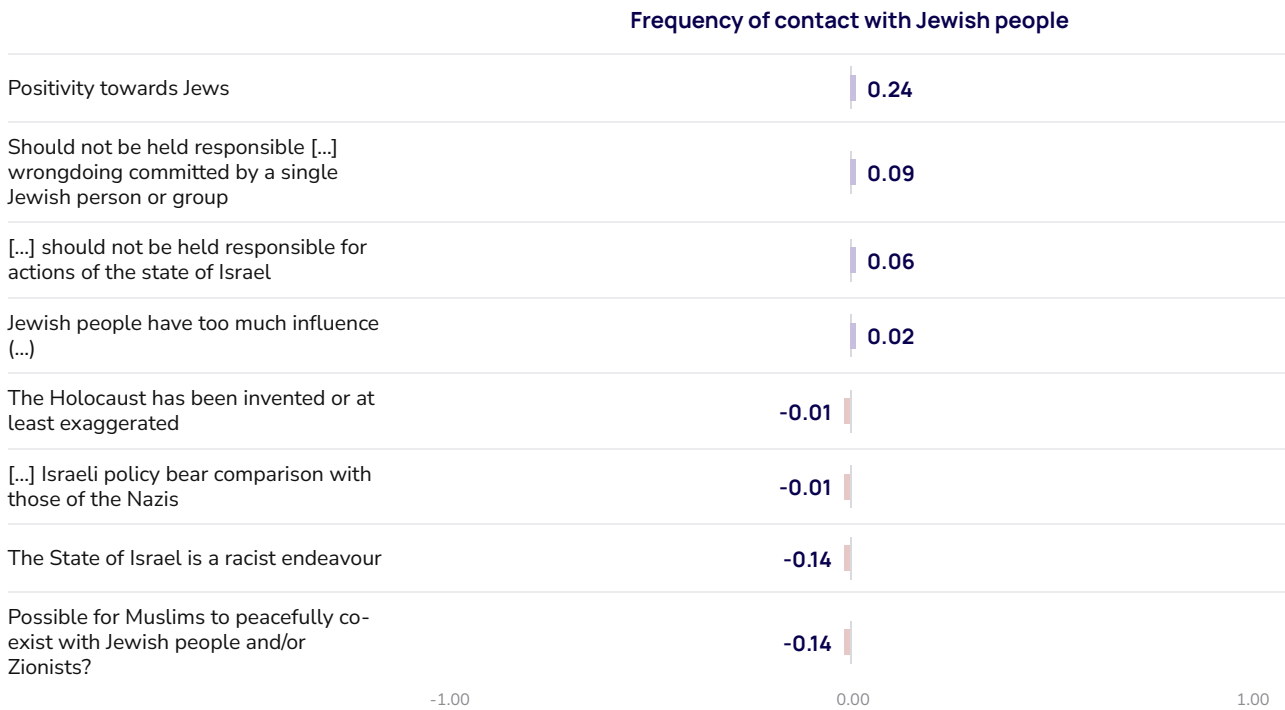 Frequency of contact with Jewish people
Positivity towards Jews
0.24
Should not be held responsible [...]
wrongdoing committed by a single
Jewish person or group
0.09
[...] should not be held responsible for
actions of the state of Israel
0.06
Jewish people have too much influence
(...)
0.02
The Holocaust has been invented or at
least exaggerated
-0.01
[...] Israeli policy bear comparison with
those of the Nazis
-0.01
The State of Israel is a racist endeavour
-0.14
Possible for Muslims to peacefully co-
exist with Jewish people and/or
Zionists?
-0.14
-1.00
0.00
1.00